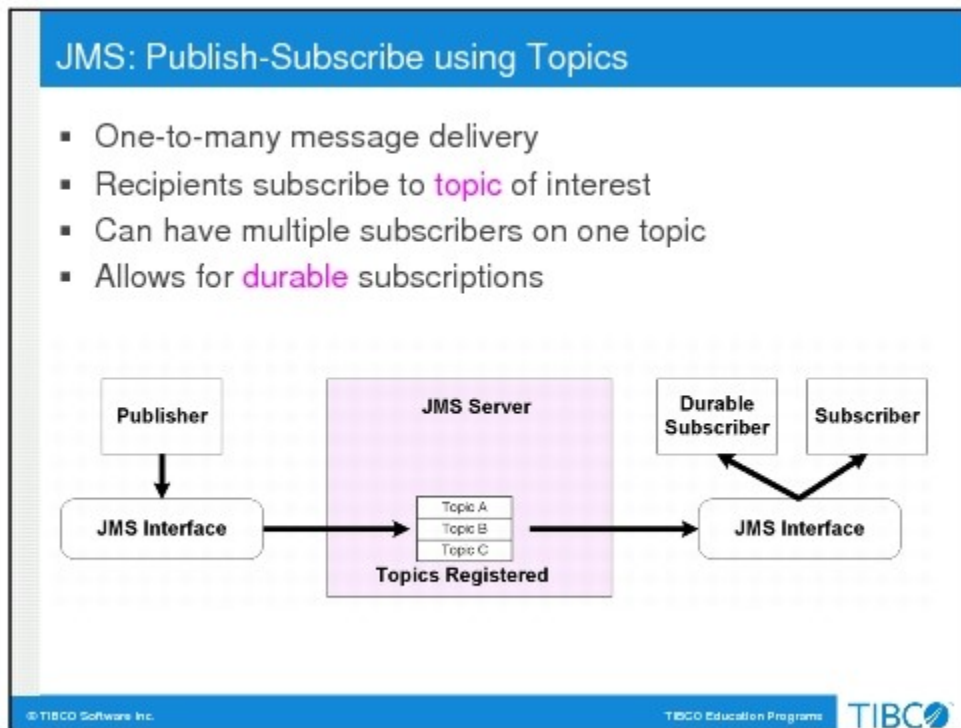 JMS: Publish-Subscribe using Topics
▪ One-to-many message delivery
▪ Recipients subscribe to topic of interest
▪ Can have multiple subscribers on one topic
▪ Allows for durable subscriptions
Publisher
JMS Interface
JMS Server
Topic A
Topic B
Topic C
Topics Registered
Durable
Subscriber
Subscriber
JMS Interface
© TIBCO Software Inc.
TIBCO Education Programs
TIBCO